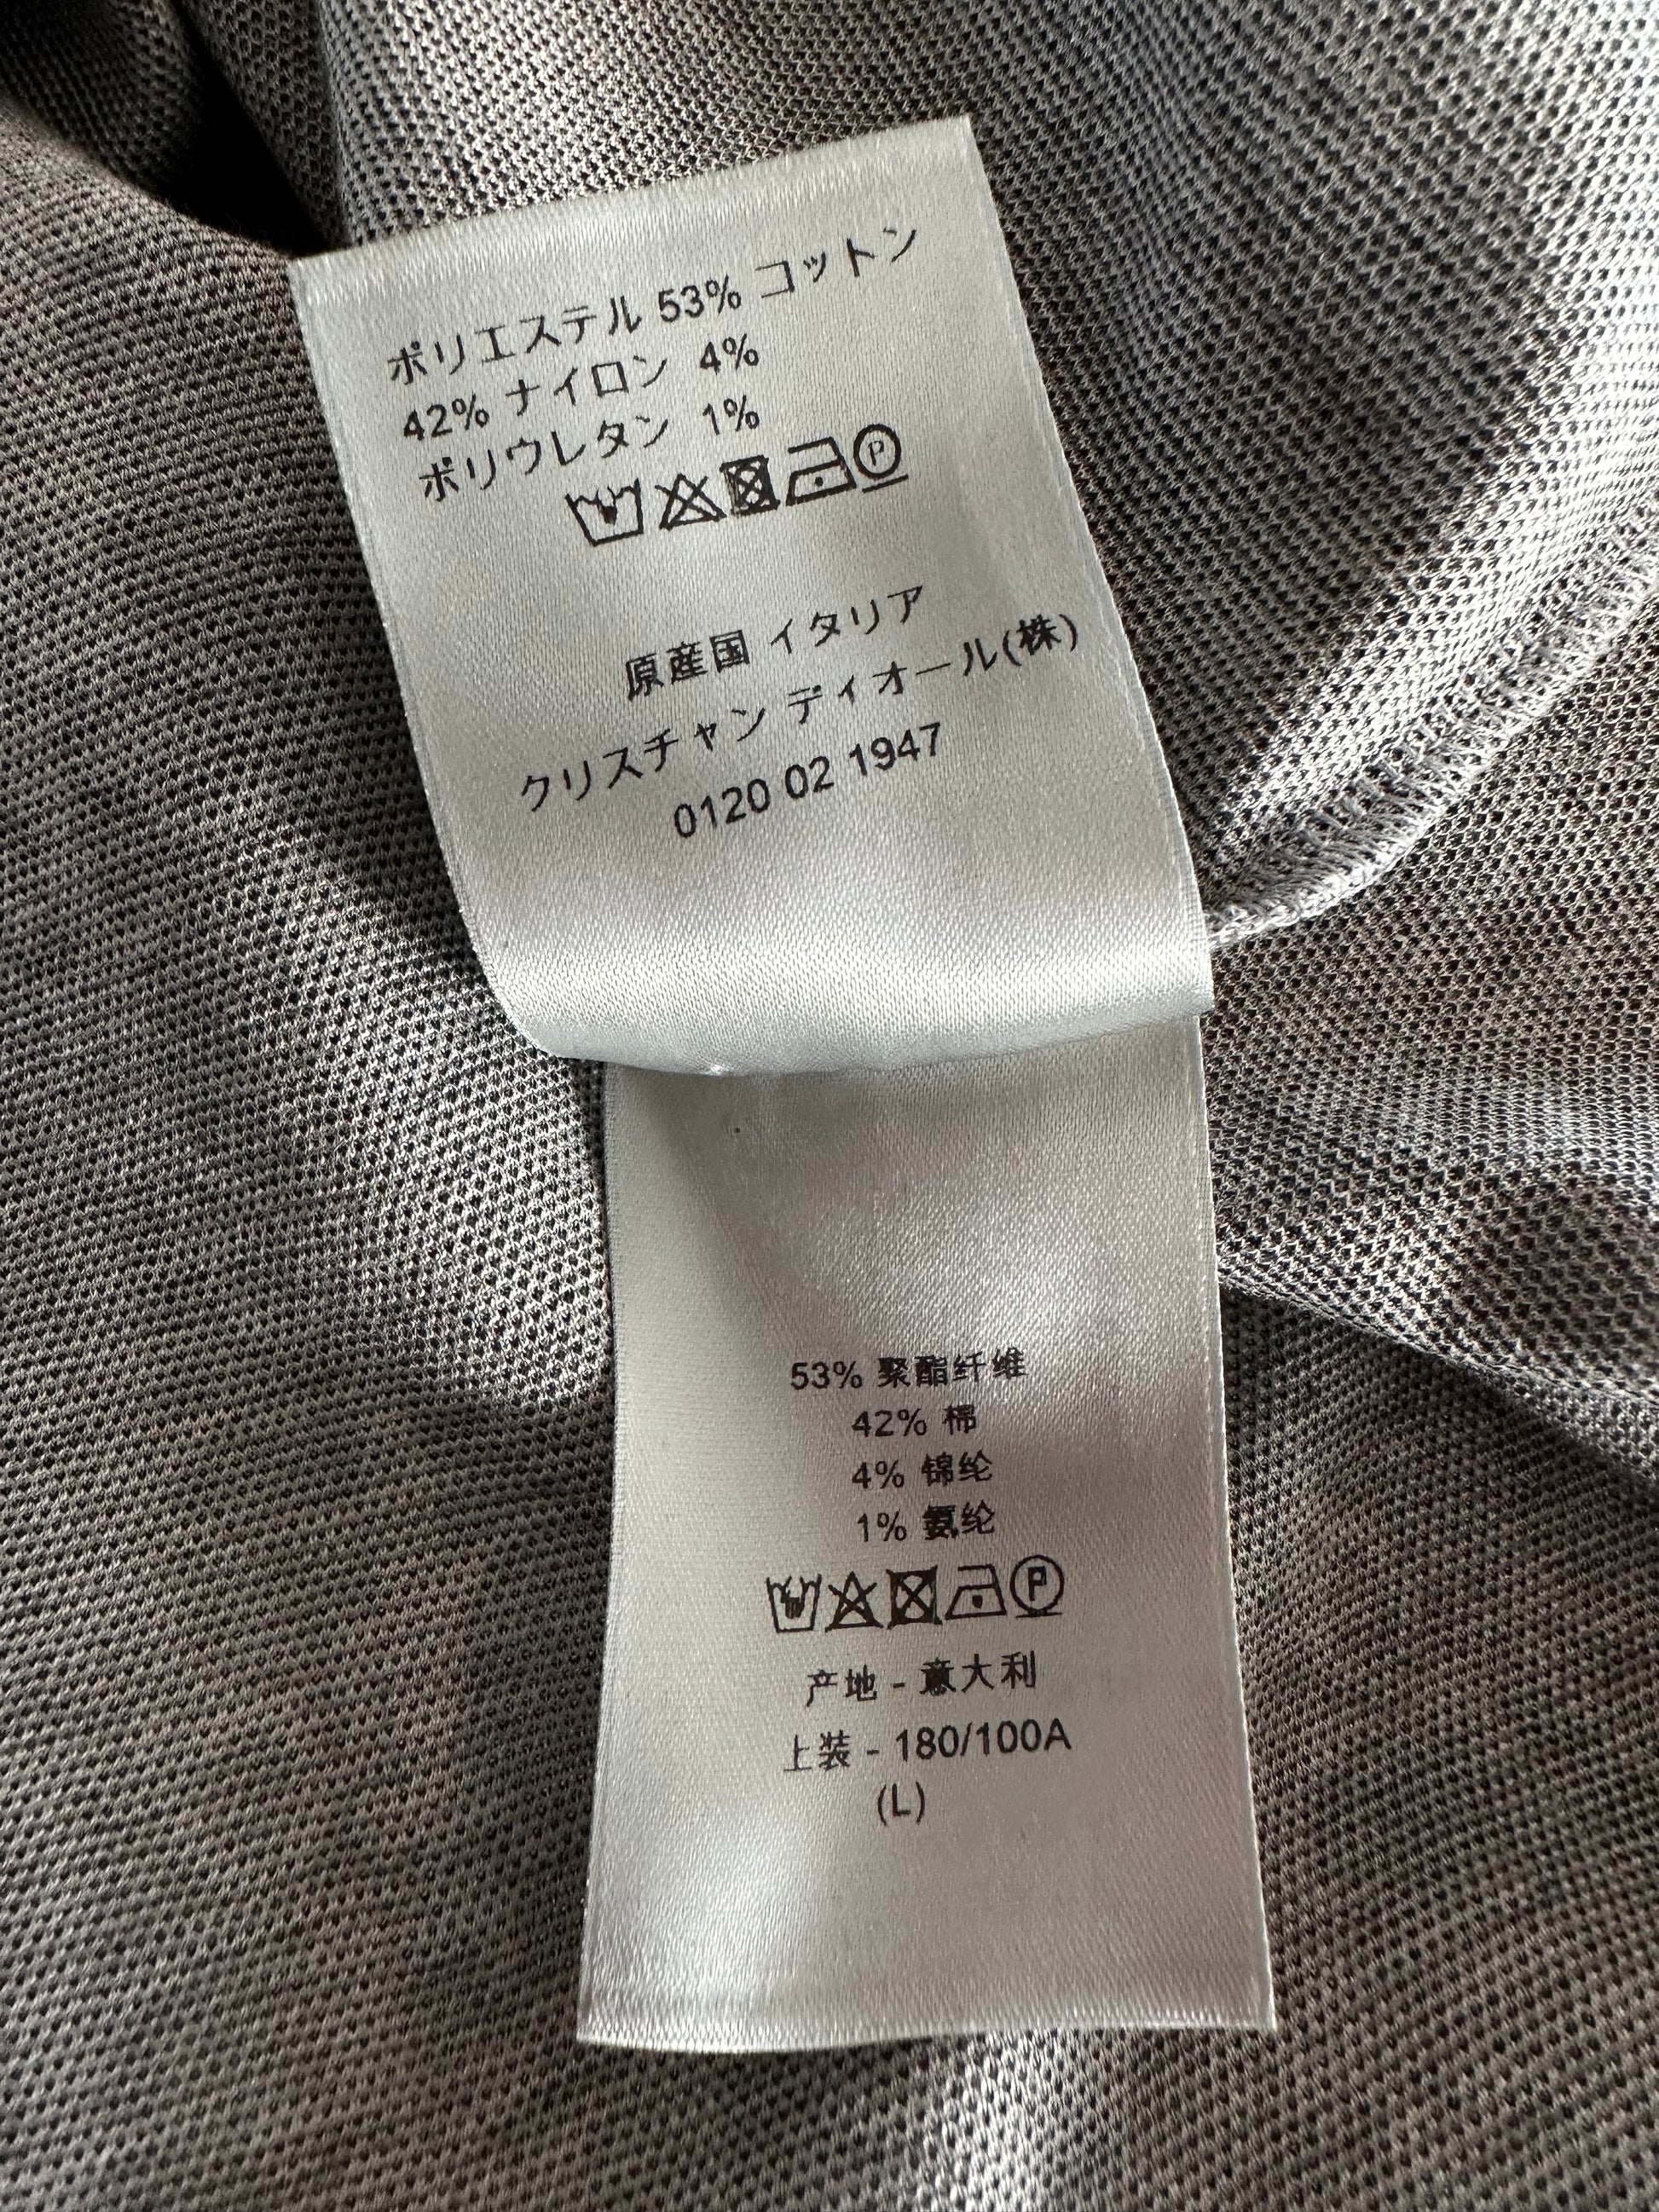 ポリエステル 53% コットン
42% ナイロン 4%
ポリウレタン 1%
P
原産国 イタリア
クリスチャン ディオール(株)
0120 02 1947
53% 聚酯纤维
42% 棉
4% 锦纶
1% 氨纶
P
产地 - 意大利
上装 - 180/100A
(L)